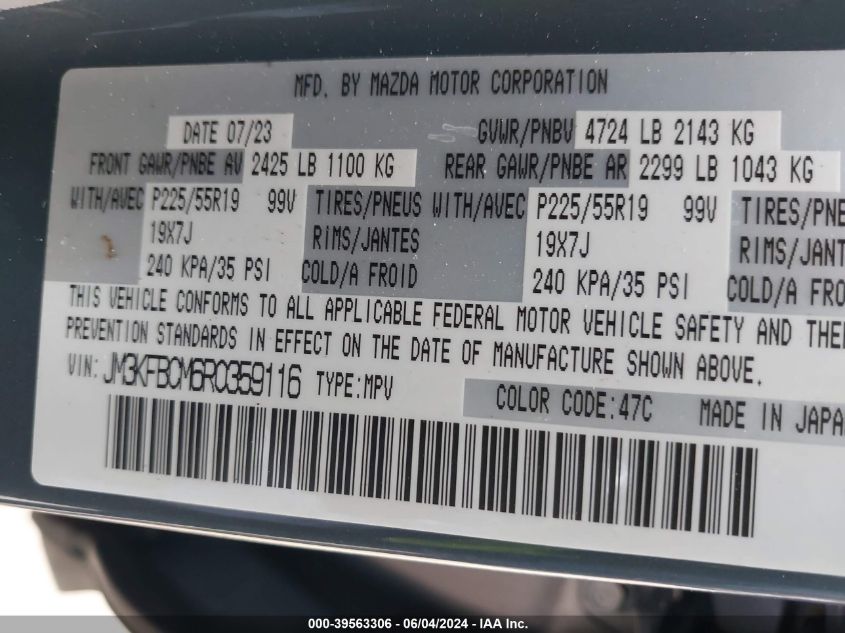 MFD. BY MAZDA MOTOR CORPORATION
DATE 07/23 GVWR/PNBV 4724 LB 2143 KG
FRONT GAWR/PNBE AV 2425 LB 1100 KG REAR GAWR/PNBE AR 2299 LB 1043 KG
WITH/AVEC P225/55R19 99V TIRES/PNEUS WITH/AVEC P225/55R19 99V TIRES/PNE
19X7J RIMS/JANTES 19X7J RIMS/JANT
240 KPA/35 PSI COLD/A FROID 240 KPA/35 PSI COLD/A FRO
THIS VEHICLE CONFORMS TO ALL APPLICABLE FEDERAL MOTOR VEHICLE SAFETY AND THE
PREVENTION STANDARDS IN EFFECT ON THE DATE OF MANUFACTURE SHOWN ABOVE.
VIN: JM3KFBCM6R0359116 TYPE:MPV
COLOR CODE:47C MADE IN JAPA
000-39563306 - 06/04/2024 - IAA Inc.